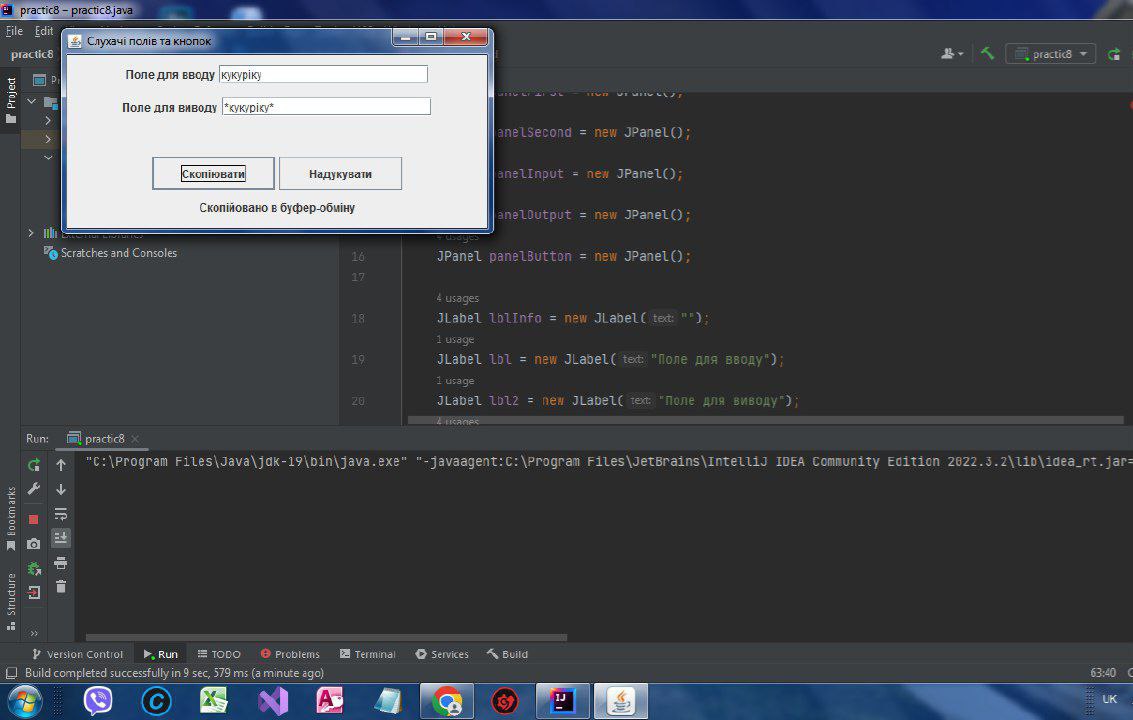 practic8 – practic8.java
File Edit
practic8
practic8
Слухачі полів та кнопок
Поле для вводу кукуріку
Поле для виводу *кукуріку*
Скопіювати Надукувати
Скопійовано в буфер-обміну
Project
anelSecond = new JPanel();
anelInput = new JPanel();
anelOutput = new JPanel();
4 usages
16 JPanel panelButton = new JPanel();
17
4 usages
18 JLabel lblInfo = new JLabel( text: "");
1 usage
19 JLabel lbl = new JLabel( text: "Поле для вводу");
1 usage
20 JLabel lbl2 = new JLabel( text: "Поле для виводу");
4 usages
External Libraries
Scratches and Consoles
Run: practic8
"C:\Program Files\Java\jdk-19\bin\java.exe" "-javaagent:C:\Program Files\JetBrains\IntelliJ IDEA Community Edition 2022.3.2\lib\idea_rt.jar=
Bookmarks
Structure
Version Control Run TODO Problems Terminal Services Build
Build completed successfully in 9 sec, 579 ms (a minute ago) 63:40
UK